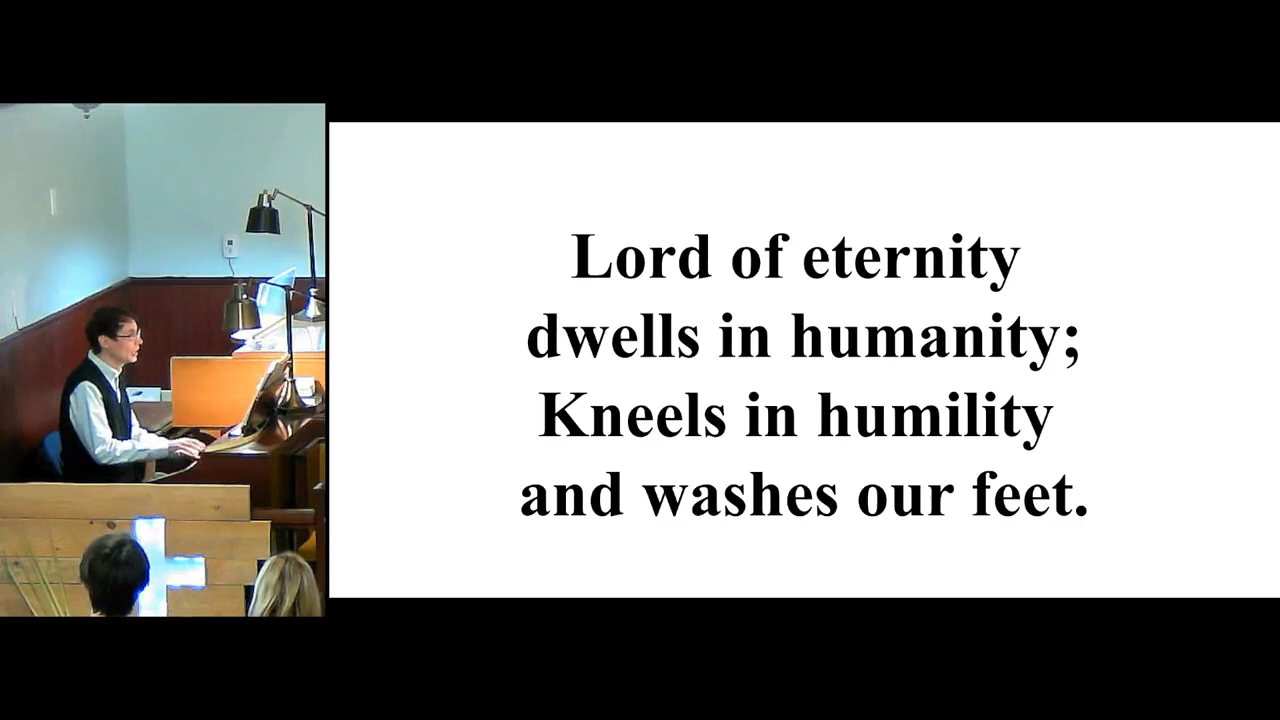 Lord of eternity
dwells in humanity;
Kneels in humility
and washes our feet.